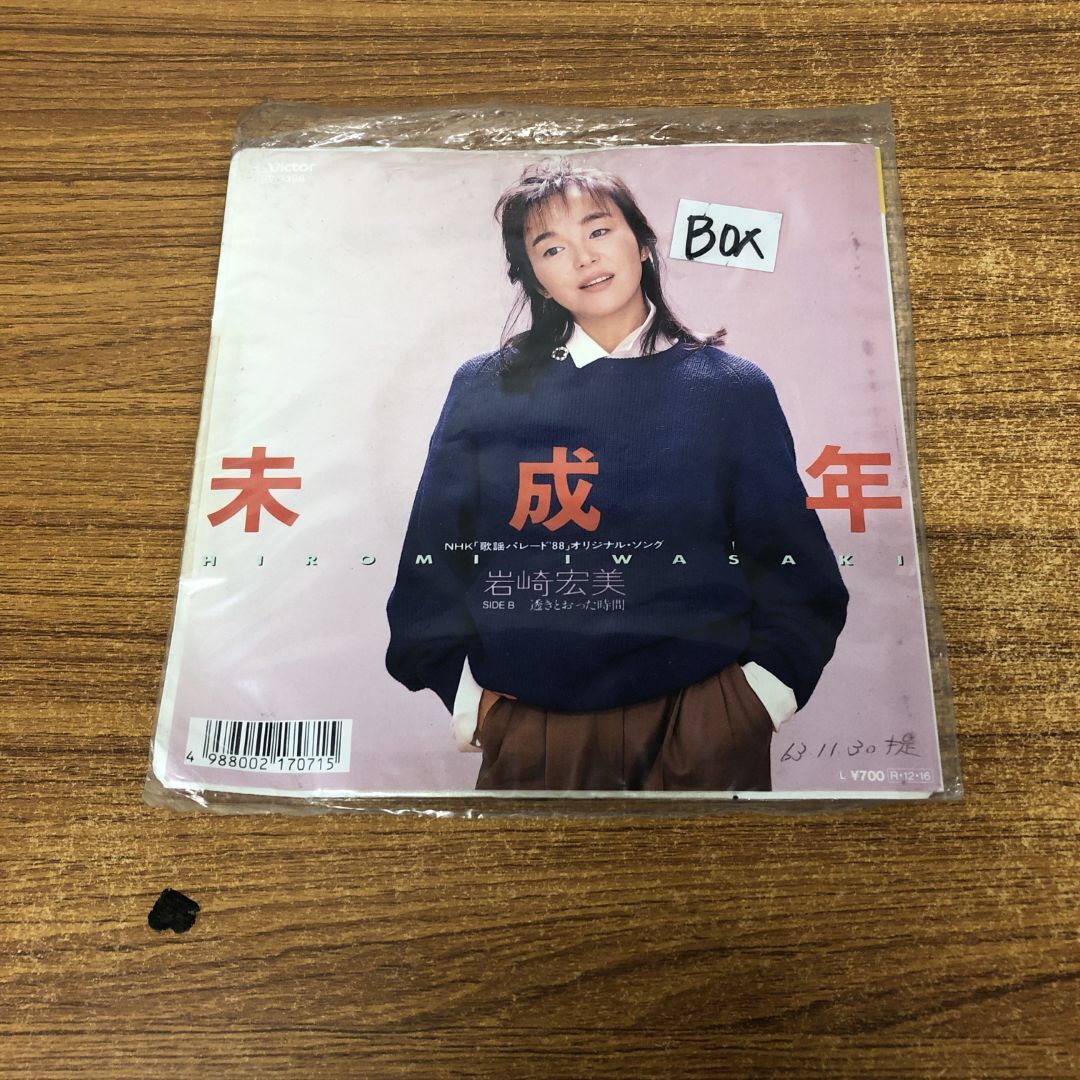 Victor
BOX
未成年
NHK「歌謡パレード'88」オリジナル・ソング
HIROMI IWASAKI
岩崎宏美
SIDE B 透きとおった時間
4 988002 170715
63.11.30
L ¥700 R・12・16